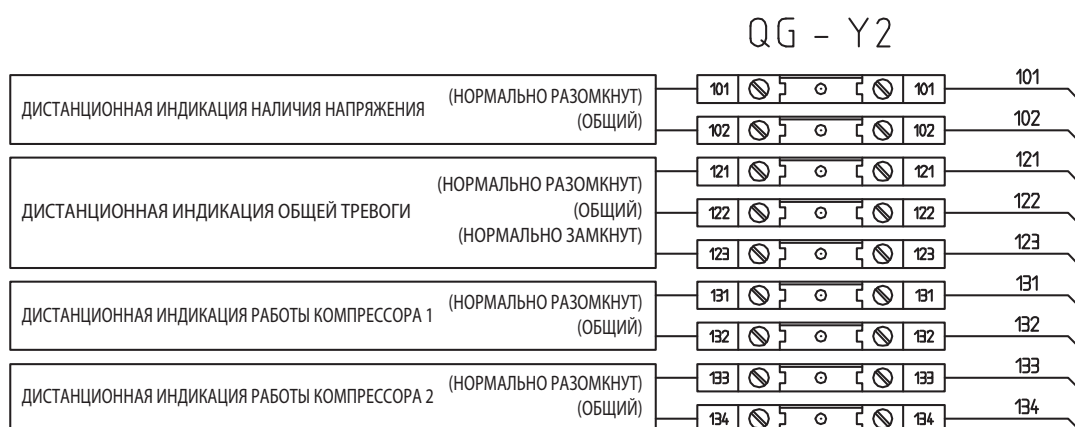 QG - Y2
ДИСТАНЦИОННАЯ ИНДИКАЦИЯ НАЛИЧИЯ НАПРЯЖЕНИЯ (НОРМАЛЬНО РАЗОМКНУТ) 101 101 101
(ОБЩИЙ) 102 102 102
(НОРМАЛЬНО РАЗОМКНУТ) 121 121 121
ДИСТАНЦИОННАЯ ИНДИКАЦИЯ ОБЩЕЙ ТРЕВОГИ (ОБЩИЙ) 122 122 122
(НОРМАЛЬНО ЗАМКНУТ) 123 123 123
ДИСТАНЦИОННАЯ ИНДИКАЦИЯ РАБОТЫ КОМПРЕССОРА 1 (НОРМАЛЬНО РАЗОМКНУТ) 131 131 131
(ОБЩИЙ) 132 132 132
ДИСТАНЦИОННАЯ ИНДИКАЦИЯ РАБОТЫ КОМПРЕССОРА 2 (НОРМАЛЬНО РАЗОМКНУТ) 133 133 133
(ОБЩИЙ) 134 134 134